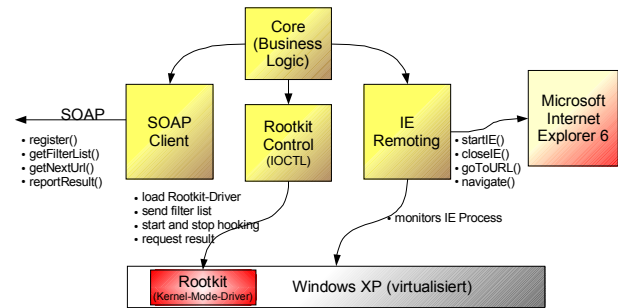 Core
(Business
Logic)
SOAP
• register()
• getFilterList()
• getNextUrl()
• reportResult()
SOAP
Client
Rootkit
Control
(IOCTL)
IE
Remoting
• startIE()
• closeIE()
• goToURL()
• navigate()
Microsoft
Internet
Explorer 6
• load Rootkit-Driver
• send filter list
• start and stop hooking
• request result
• monitors IE Process
Rootkit
(Kernel-Mode-Driver)
Windows XP (virtualisiert)